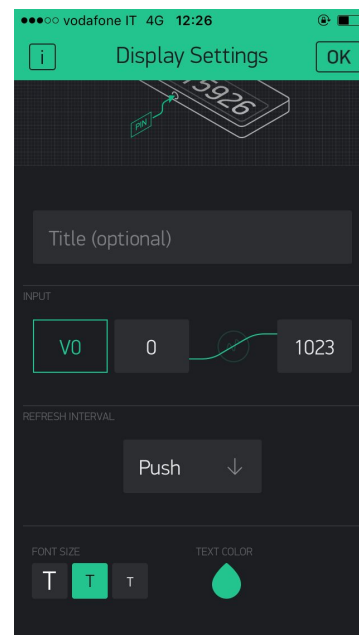 vodafone IT 4G 12:26
i Display Settings OK
15926
PIN
Title (optional)
INPUT
V0 0 1023
REFRESH INTERVAL
Push
FONT SIZE TEXT COLOR
T T T